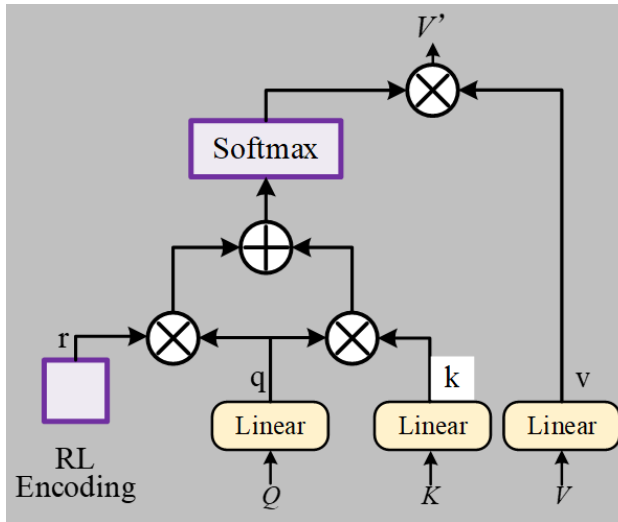 V'
Softmax
r
q
k
v
Linear
Linear
Linear
RL
Encoding
Q
K
V